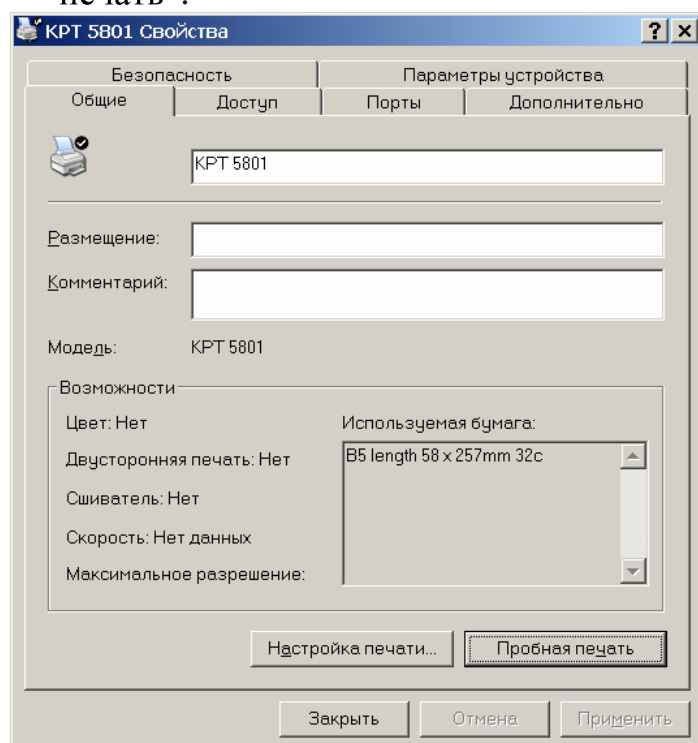 печать".
КРТ 5801 Свойства
Безопасность Параметры устройства
Общие Доступ Порты Дополнительно
КРТ 5801
Размещение:
Комментарий:
Модель: КРТ 5801
Возможности
Цвет: Нет Используемая бумага:
Двусторонняя печать: Нет B5 length 58 x 257mm 32c
Сшиватель: Нет
Скорость: Нет данных
Максимальное разрешение:
Настройка печати... Пробная печать
Закрыть Отмена Применить